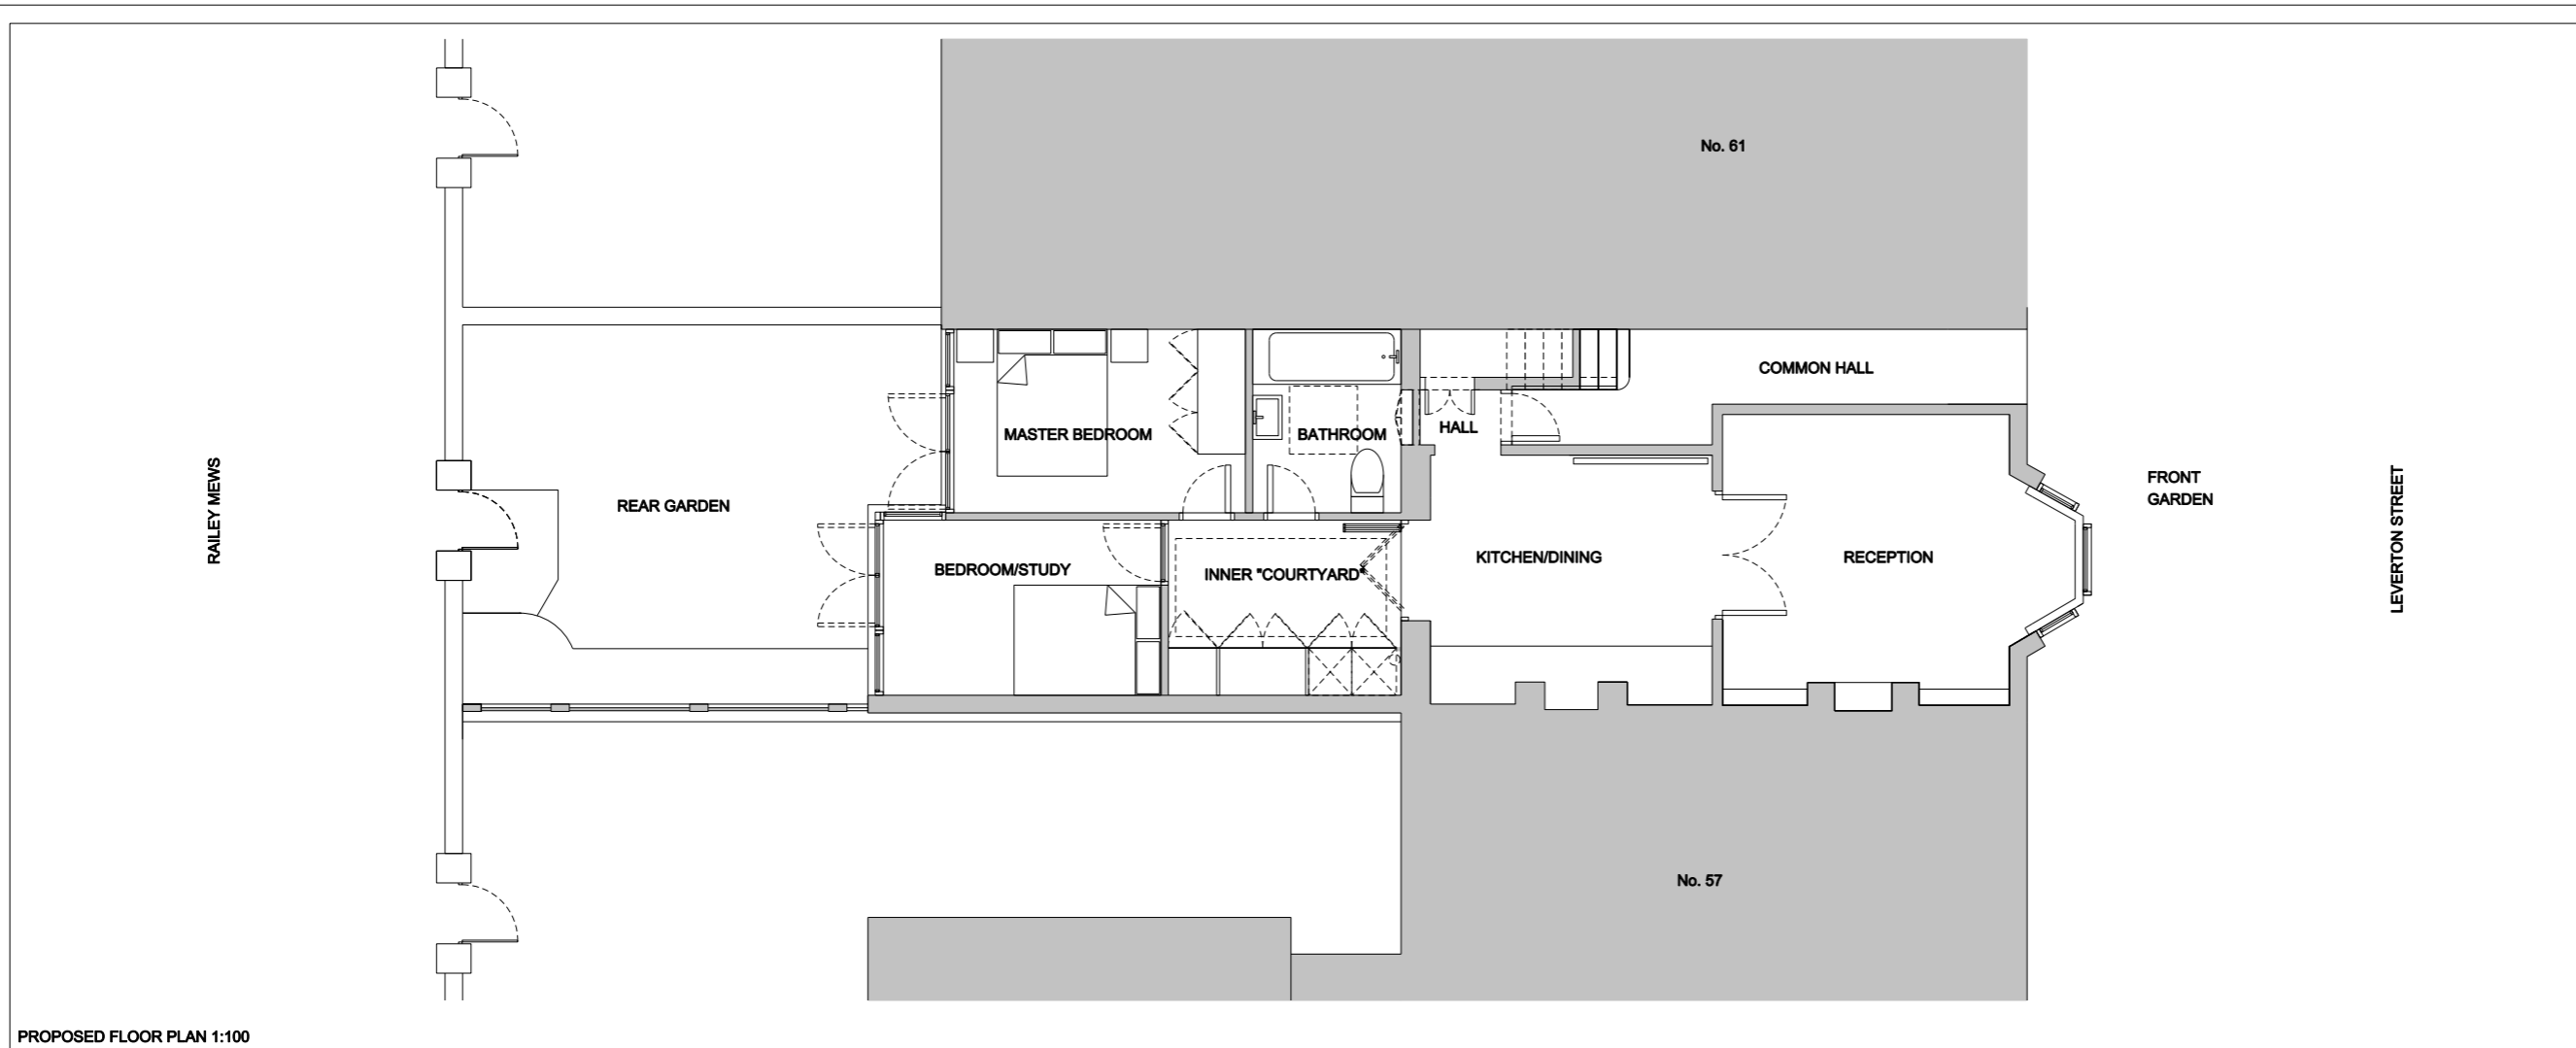 No. 61
COMMON HALL
MASTER BEDROOM
BATHROOM
HALL
RAILEY MEWS
REAR GARDEN
FRONT
GARDEN
LEVERTON STREET
BEDROOM/STUDY
INNER "COURTYARD"
KITCHEN/DINING
RECEPTION
No. 57
PROPOSED FLOOR PLAN 1:100